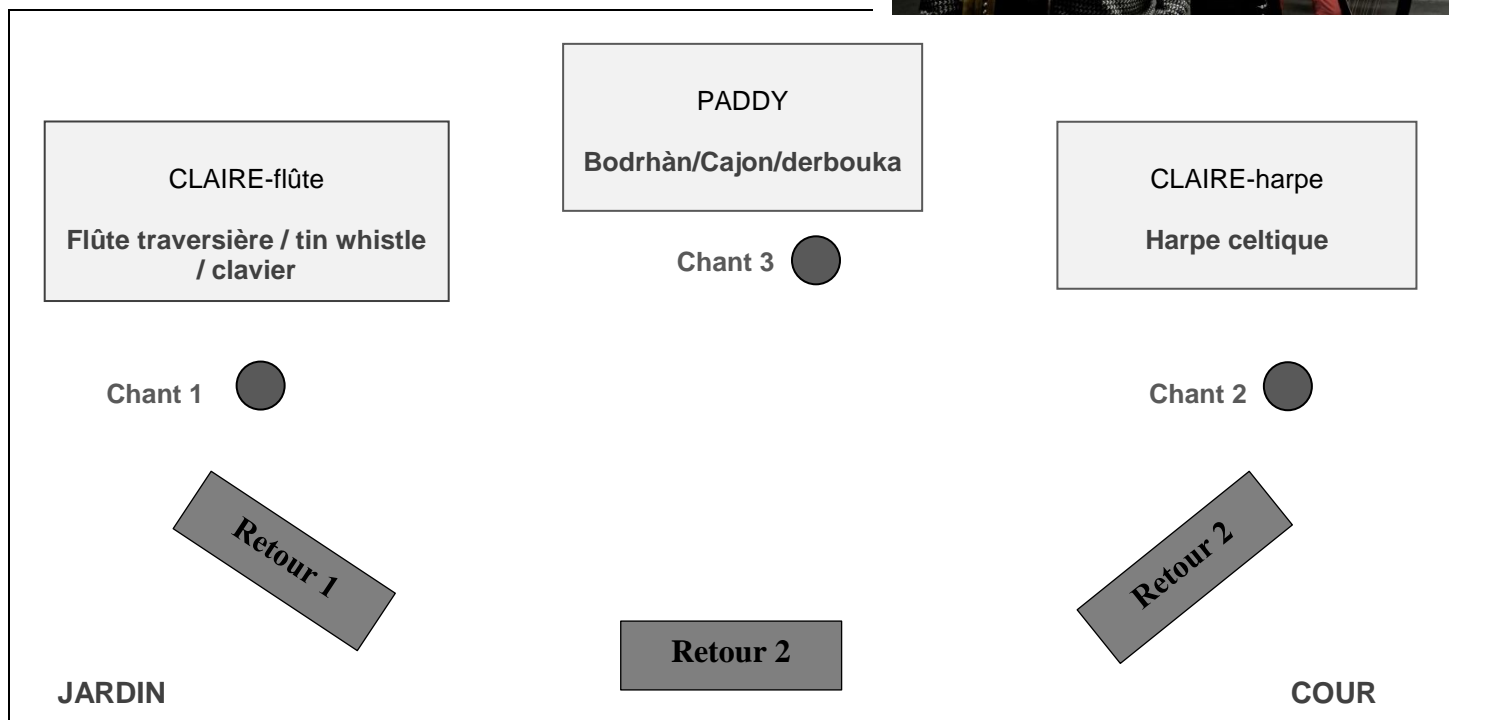 PADDY
Bodrhàn/Cajon/derbouka
CLAIRE-flûte
Flûte traversière / tin whistle
/ clavier
CLAIRE-harpe
Harpe celtique
Chant 3
Chant 1
Chant 2
Retour 1
Retour 2
Retour 2
JARDIN
COUR